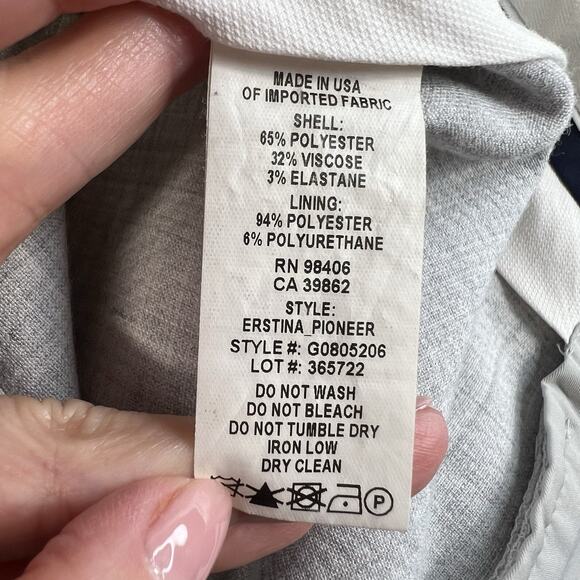 MADE IN USA
OF IMPORTED FABRIC
SHELL:
65% POLYESTER
32% VISCOSE
3% ELASTANE
LINING:
94% POLYESTER
6% POLYURETHANE
RN 98406
CA 39862
STYLE:
ERSTINA_PIONEER
STYLE #: G0805206
LOT #: 365722
DO NOT WASH
DO NOT BLEACH
DO NOT TUMBLE DRY
IRON LOW
DRY CLEAN
P